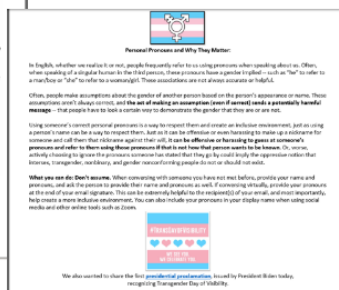 Personal Pronouns and Why They Matter:
In English, whether we realize it or not, people frequently refer to us using pronouns when speaking about us. Often,
when speaking of a singular human in the third person, these pronouns have a gender implied – such as "he" to refer to
a man/boy or "she" to refer to a woman/girl. These associations are not always accurate or helpful.
Often, people make assumptions about the gender of another person based on the person's appearance or name. These
assumptions aren't always correct, and the act of making an assumption (even if correct) sends a potentially harmful
message – that people have to look a certain way to demonstrate the gender that they are or are not.
Using someone's correct personal pronouns is a way to respect them and create an inclusive environment, just as using
a person's name can be a way to respect them. Just as it can be offensive or even harassing to make up a nickname for
someone and call them that nickname against their will, it can be offensive or harassing to guess at someone's
pronouns and refer to them using those pronouns if that is not how that person wants to be known. Or, worse,
actively choosing to ignore the pronouns someone has stated that they go by could imply the oppressive notion that
intersex, transgender, nonbinary, and gender nonconforming people do not or should not exist.
What you can do: Don't assume. When conversing with someone you have not met before, provide your name and
pronouns, and ask the person to provide their name and pronouns as well. If conversing virtually, provide your pronouns
at the end of your email signature. This can be extremely helpful to the recipient(s) of your email, and most importantly,
help create a more inclusive environment. You can also include your pronouns in your display name when using social
media and other online tools such as Zoom.
#TRANSDAYOFVISIBILITY
WE SEE YOU
WE CELEBRATE YOU
We also wanted to share the first presidential proclamation, issued by President Biden today,
recognizing Transgender Day of Visibility.